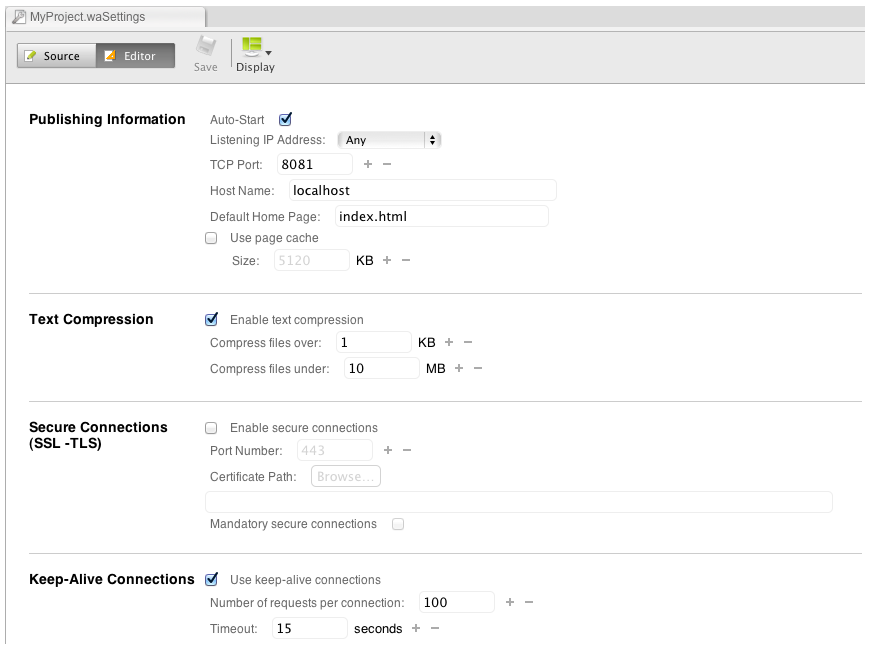 MyProject.waSettings
Source Editor Save Display
Publishing Information Auto-Start
Listening IP Address: Any
TCP Port: 8081 + −
Host Name: localhost
Default Home Page: index.html
Use page cache
Size: 5120 KB + −
Text Compression Enable text compression
Compress files over: 1 KB + −
Compress files under: 10 MB + −
Secure Connections Enable secure connections
(SSL -TLS)
Port Number: 443 + −
Certificate Path: Browse...
Mandatory secure connections
Keep-Alive Connections Use keep-alive connections
Number of requests per connection: 100 + −
Timeout: 15 seconds + −